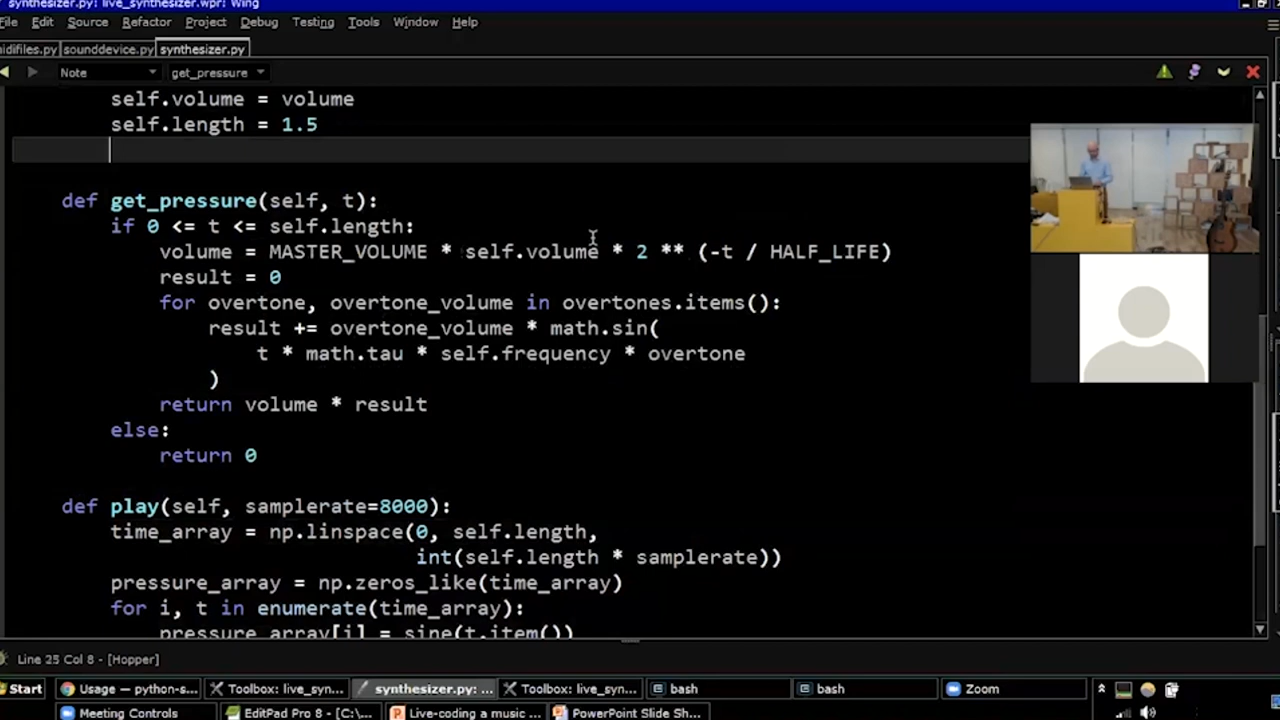 synthesizer.py: live_synthesizer.wpr: Wing
File Edit Source Refactor Project Debug Testing Tools Window Help
idifiles.py sounddevice.py synthesizer.py
Note get_pressure
self.volume = volume
self.length = 1.5
def get_pressure(self, t):
if 0 <= t <= self.length:
volume = MASTER_VOLUME * self.volume * 2 ** (-t / HALF_LIFE)
result = 0
for overtone, overtone_volume in overtones.items():
result += overtone_volume * math.sin(
t * math.tau * self.frequency * overtone
)
return volume * result
else:
return 0
def play(self, samplerate=8000):
time_array = np.linspace(0, self.length,
int(self.length * samplerate))
pressure_array = np.zeros_like(time_array)
for i, t in enumerate(time_array):
pressure_array[i] = sine(t.item())
Line 25 Col 8 - [Hopper]
Start Usage — python-s... Toolbox: live_syn... synthesizer.py: ... Toolbox: live_syn... bash bash Zoom
Meeting Controls EditPad Pro 8 - [C:\... Live-coding a music ... PowerPoint Slide Sh...